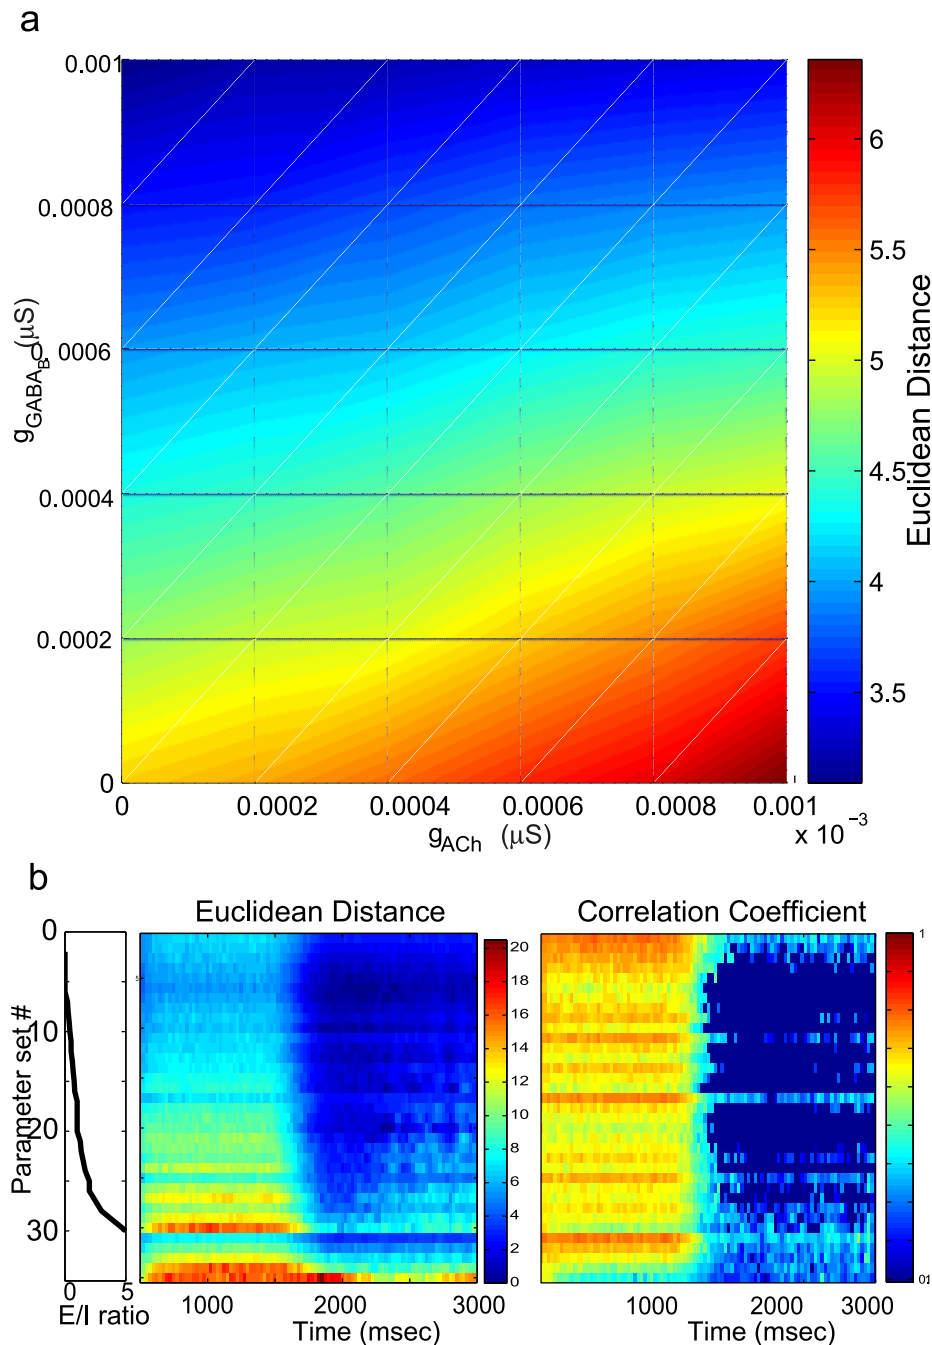 a
0.001
0.0008
0.0006
0.0004
0.0002
0
g GABA_B (μS)
0 0.0002 0.0004 0.0006 0.0008 0.001
x 10 −3
g ACh (μS)
6
5.5
5
4.5
4
3.5
Euclidean Distance
b
Euclidean Distance
Correlation Coefficient
Parameter set #
0
10
20
30
0 5
E/I ratio
1000 2000 3000
Time (msec)
20
18
16
14
12
10
8
6
4
2
0
1000 2000 3000
Time (msec)
1